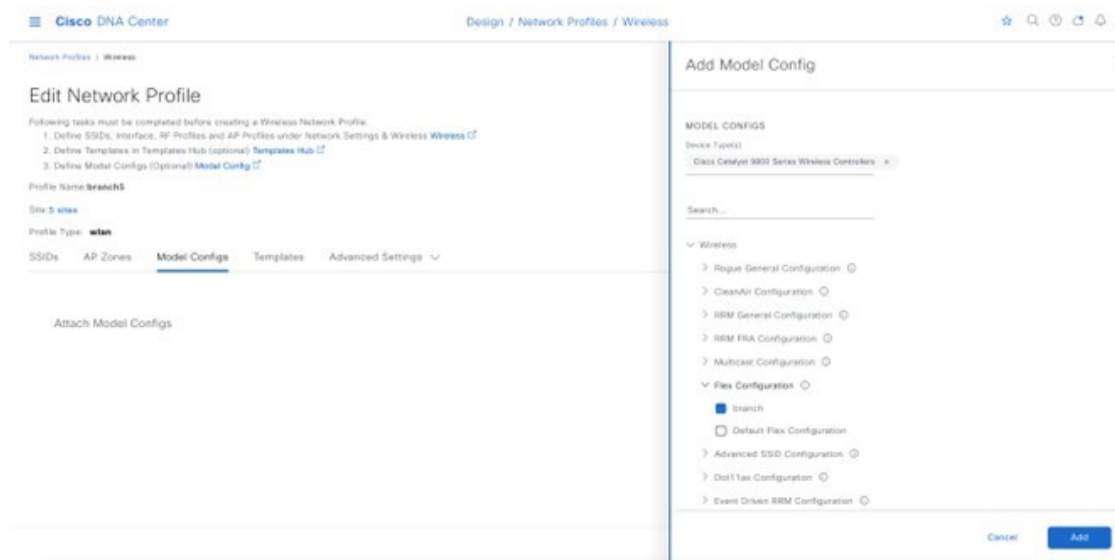 Cisco DNA Center
Design / Network Profiles / Wireless
Network Profiles / Wireless
Edit Network Profile
Following tasks must be completed before creating a Wireless Network Profile.
1. Define SSIDs, Interface, RF Profiles and AP Profiles under Network Settings & Wireless Wireless
2. Define Templates in Templates Hub (optional) Templates Hub
3. Define Model Configs (Optional) Model Config
Profile Name:branch5
Site:5 sites
Profile Type: wlan
SSIDs AP Zones Model Configs Templates Advanced Settings
Attach Model Configs
Add Model Config
MODEL CONFIGS
Device Type(s)
Cisco Catalyst 9800 Series Wireless Controllers ×
Search...
Wireless
Rogue General Configuration
CleanAir Configuration
RRM General Configuration
RRM FRA Configuration
Multicast Configuration
Flex Configuration
branch
Default Flex Configuration
Advanced SSID Configuration
Dot11ax Configuration
Event Driven RRM Configuration
Cancel Add